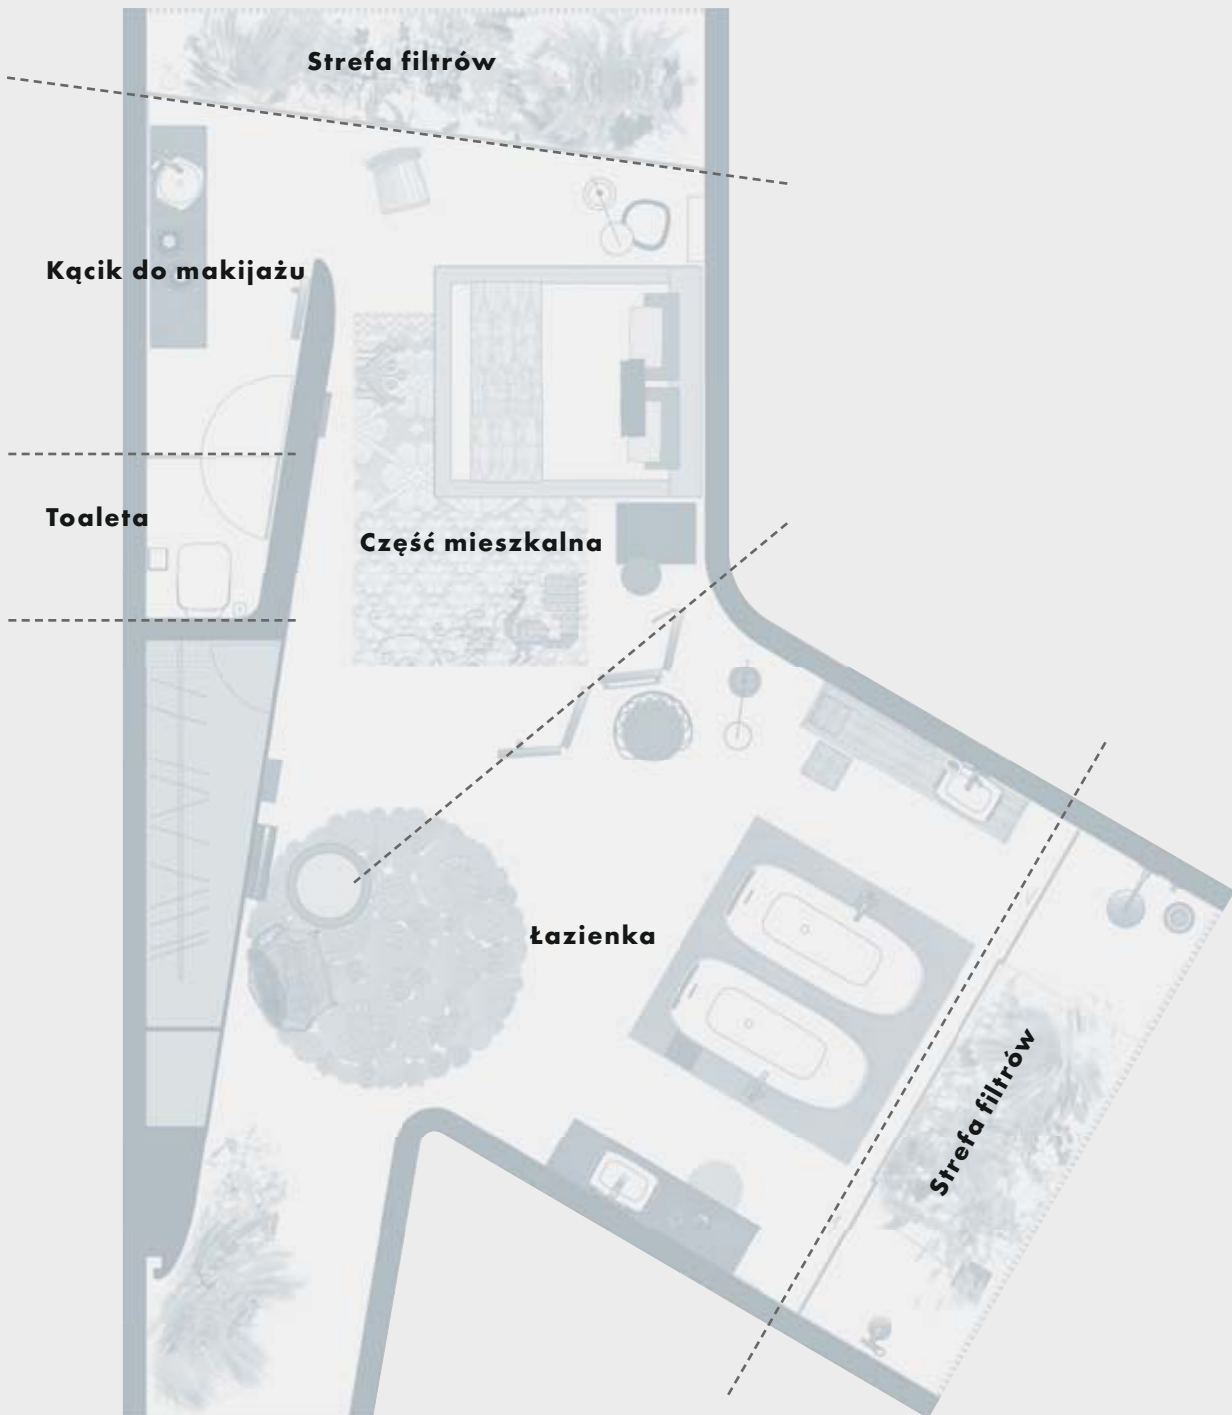 Strefa filtrów
Kącik do makijażu
Toaleta
Część mieszkalna
Łazienka
Strefa filtrów